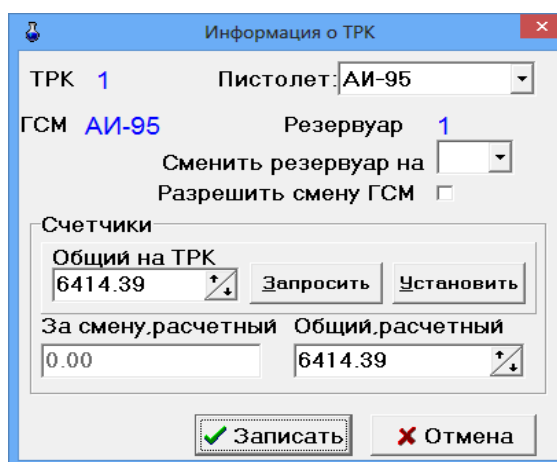 Информация о ТРК
ТРК 1 Пистолет: АИ-95
ГСМ АИ-95 Резервуар 1
Сменить резервуар на
Разрешить смену ГСМ
Счетчики
Общий на ТРК
6414.39 Запросить Установить
За смену,расчетный Общий,расчетный
0.00 6414.39
Записать Отмена